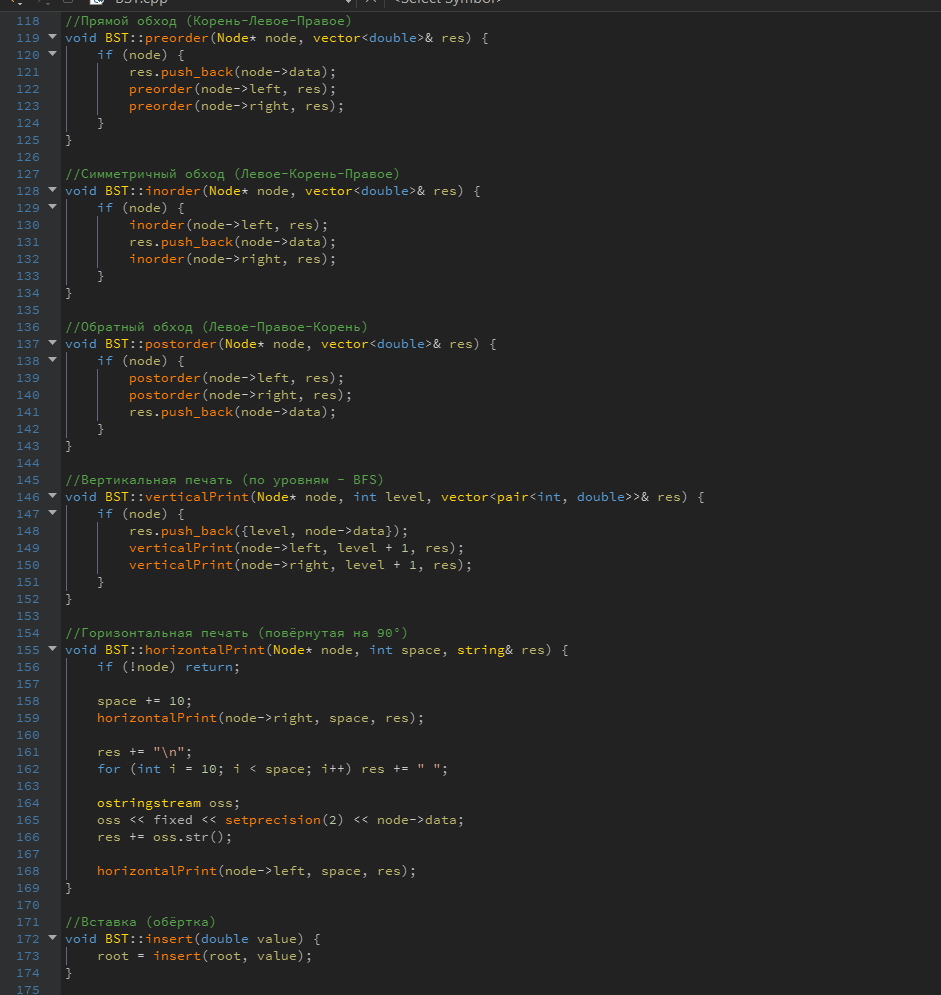 BST.cpp <Select Symbol>
118 //Прямой обход (Корень-Левое-Правое)
119 void BST::preorder(Node* node, vector<double>& res) {
120     if (node) {
121         res.push_back(node->data);
122         preorder(node->left, res);
123         preorder(node->right, res);
124     }
125 }
126
127 //Симметричный обход (Левое-Корень-Правое)
128 void BST::inorder(Node* node, vector<double>& res) {
129     if (node) {
130         inorder(node->left, res);
131         res.push_back(node->data);
132         inorder(node->right, res);
133     }
134 }
135
136 //Обратный обход (Левое-Правое-Корень)
137 void BST::postorder(Node* node, vector<double>& res) {
138     if (node) {
139         postorder(node->left, res);
140         postorder(node->right, res);
141         res.push_back(node->data);
142     }
143 }
144
145 //Вертикальная печать (по уровням - BFS)
146 void BST::verticalPrint(Node* node, int level, vector<pair<int, double>>& res) {
147     if (node) {
148         res.push_back({level, node->data});
149         verticalPrint(node->left, level + 1, res);
150         verticalPrint(node->right, level + 1, res);
151     }
152 }
153
154 //Горизонтальная печать (повёрнутая на 90°)
155 void BST::horizontalPrint(Node* node, int space, string& res) {
156     if (!node) return;
157
158     space += 10;
159     horizontalPrint(node->right, space, res);
160
161     res += "\n";
162     for (int i = 10; i < space; i++) res += " ";
163
164     ostringstream oss;
165     oss << fixed << setprecision(2) << node->data;
166     res += oss.str();
167
168     horizontalPrint(node->left, space, res);
169 }
170
171 //Вставка (обёртка)
172 void BST::insert(double value) {
173     root = insert(root, value);
174 }
175